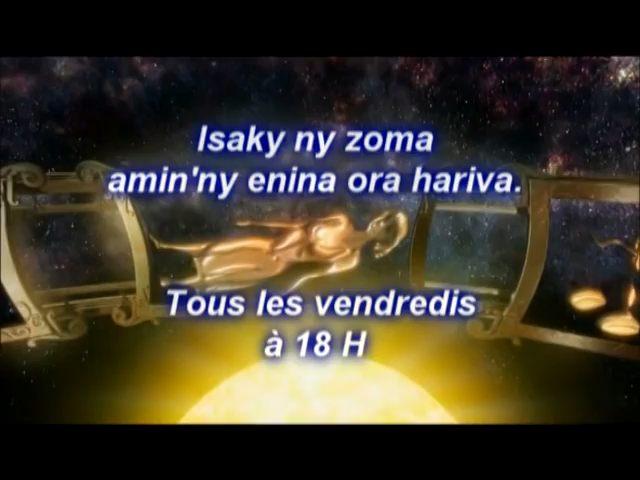 Isaky ny zoma
amin'ny enina ora hariva.
Tous les vendredis
à 18 H